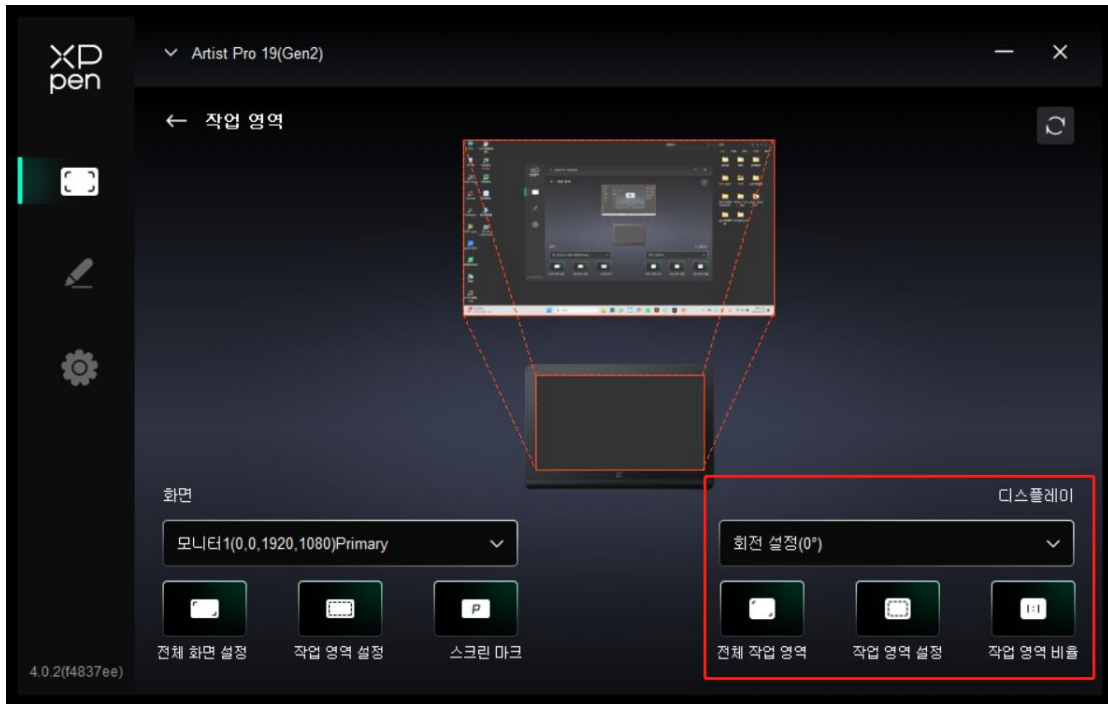 XP
pen
Artist Pro 19(Gen2)
작업 영역
화면
디스플레이
모니터1(0,0,1920,1080)Primary
회전 설정(0°)
P
1:1
전체 화면 설정
작업 영역 설정
스크린 마크
전체 작업 영역
작업 영역 설정
작업 영역 비율
4.0.2(f4837ee)